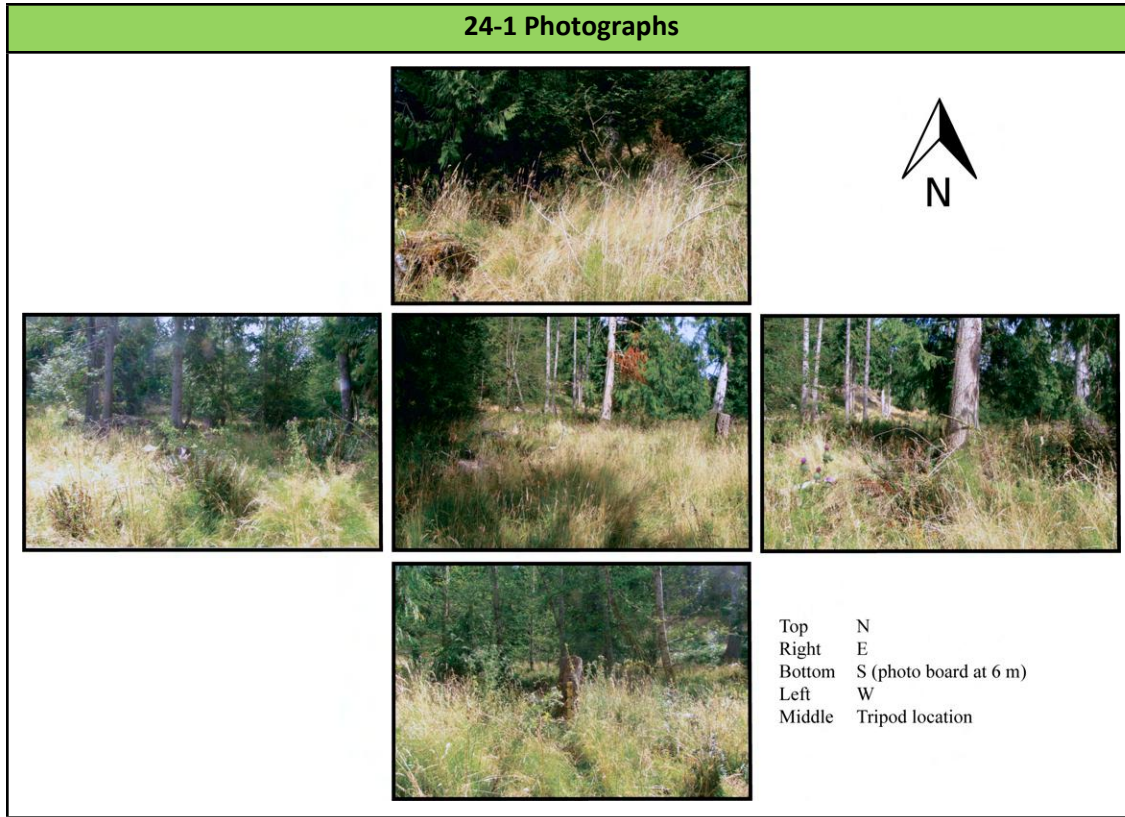 24-1 Photographs
N
Top N
Right E
Bottom S (photo board at 6 m)
Left W
Middle Tripod location